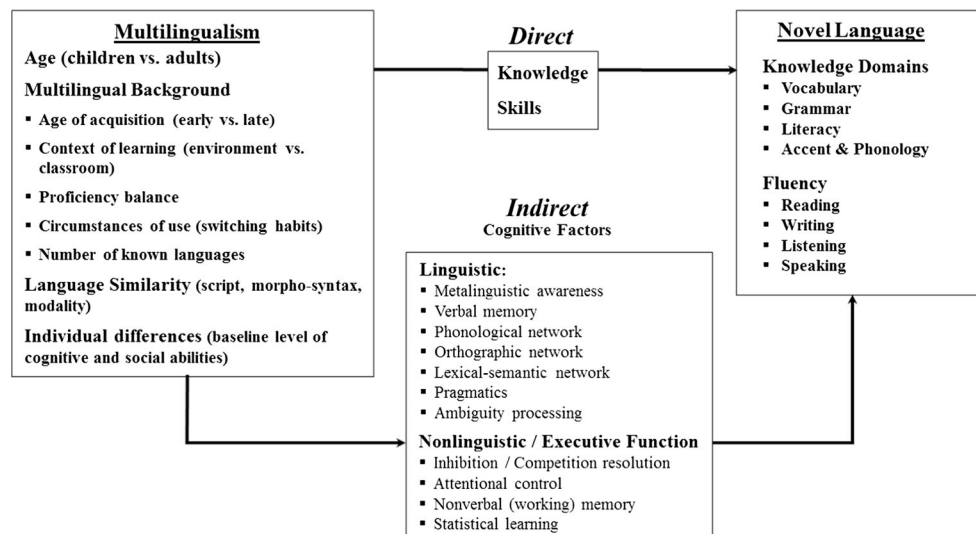 Multilingualism
Age (children vs. adults)
Multilingual Background
▪ Age of acquisition (early vs. late)
▪ Context of learning (environment vs.
classroom)
▪ Proficiency balance
▪ Circumstances of use (switching habits)
▪ Number of known languages
Language Similarity (script, morpho-syntax,
modality)
Individual differences (baseline level of
cognitive and social abilities)
Direct
Knowledge
Skills
Indirect
Cognitive Factors
Linguistic:
▪ Metalinguistic awareness
▪ Verbal memory
▪ Phonological network
▪ Orthographic network
▪ Lexical-semantic network
▪ Pragmatics
▪ Ambiguity processing
Nonlinguistic / Executive Function
▪ Inhibition / Competition resolution
▪ Attentional control
▪ Nonverbal (working) memory
▪ Statistical learning
Novel Language
Knowledge Domains
▪ Vocabulary
▪ Grammar
▪ Literacy
▪ Accent & Phonology
Fluency
▪ Reading
▪ Writing
▪ Listening
▪ Speaking